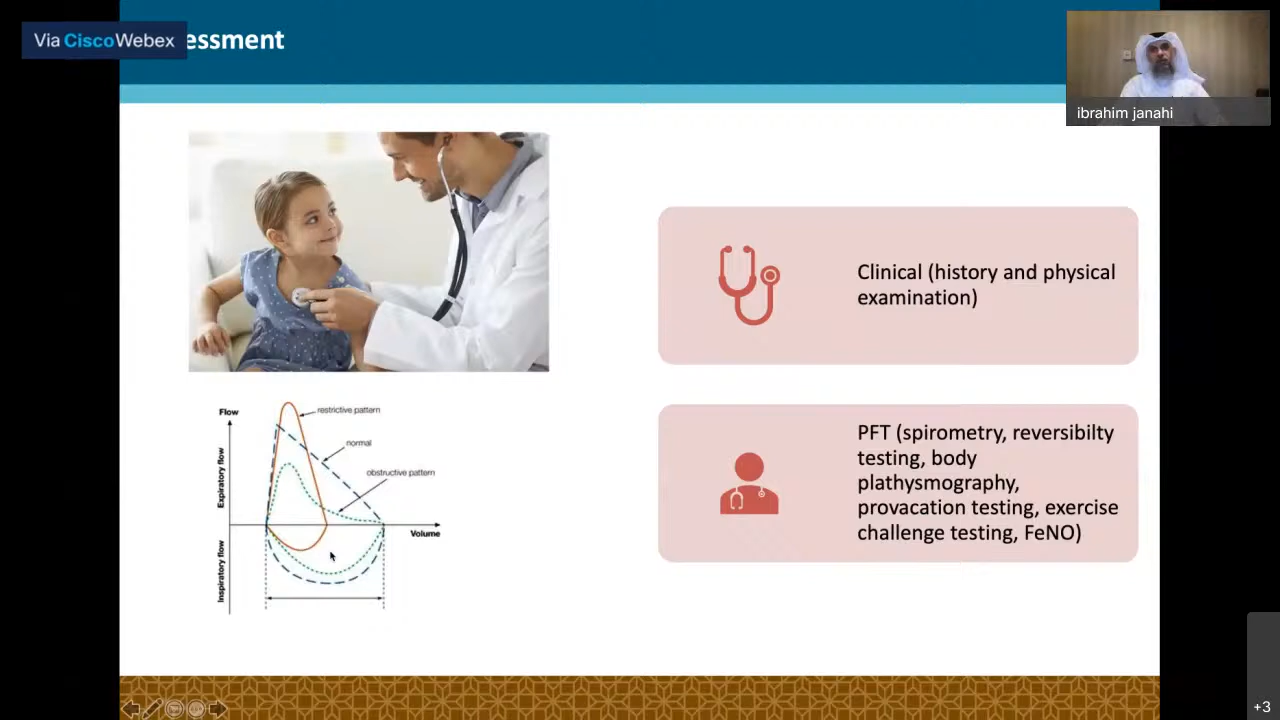 Via CiscoWebex
essment
ibrahim janahi
Clinical (history and physical
examination)
Flow
restrictive pattern
normal
obstructive pattern
Expiratory flow
Volume
Inspiratory flow
PFT (spirometry, reversibilty
testing, body
plathysmography,
provacation testing, exercise
challenge testing, FeNO)
+3